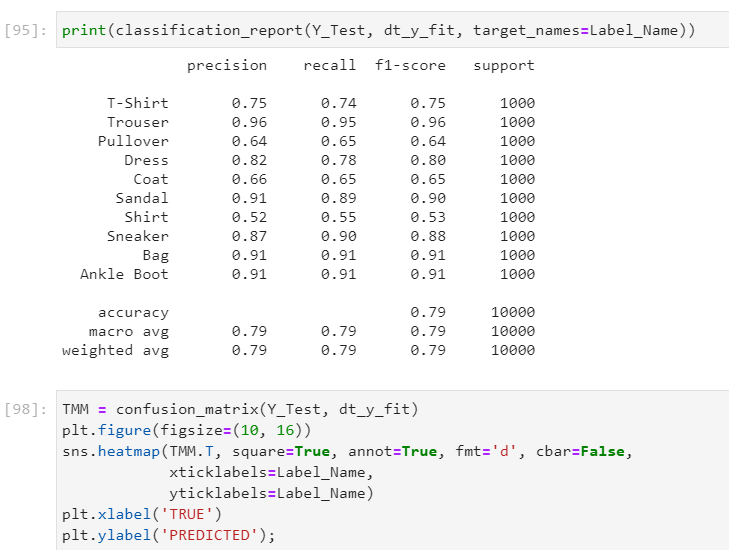 [95]: print(classification_report(Y_Test, dt_y_fit, target_names=Label_Name))
precision recall f1-score support
T-Shirt 0.75 0.74 0.75 1000
Trouser 0.96 0.95 0.96 1000
Pullover 0.64 0.65 0.64 1000
Dress 0.82 0.78 0.80 1000
Coat 0.66 0.65 0.65 1000
Sandal 0.91 0.89 0.90 1000
Shirt 0.52 0.55 0.53 1000
Sneaker 0.87 0.90 0.88 1000
Bag 0.91 0.91 0.91 1000
Ankle Boot 0.91 0.91 0.91 1000
accuracy 0.79 10000
macro avg 0.79 0.79 0.79 10000
weighted avg 0.79 0.79 0.79 10000
[98]: TMM = confusion_matrix(Y_Test, dt_y_fit)
plt.figure(figsize=(10, 16))
sns.heatmap(TMM.T, square=True, annot=True, fmt='d', cbar=False,
xticklabels=Label_Name,
yticklabels=Label_Name)
plt.xlabel('TRUE')
plt.ylabel('PREDICTED');